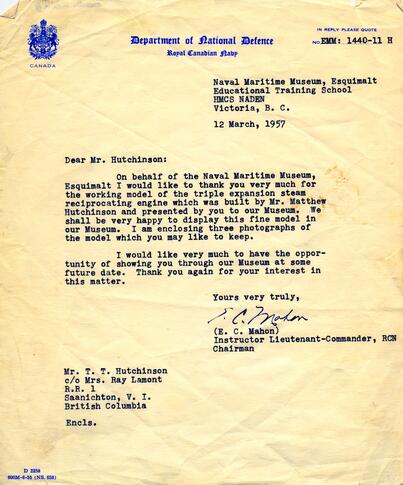 IN REPLY PLEASE QUOTE
NO. EMM: 1440-11 H
Department of National Defence
Royal Canadian Navy
CANADA
Naval Maritime Museum, Esquimalt
Educational Training School
HMCS NADEN
Victoria, B. C.
12 March, 1957
Dear Mr. Hutchinson:
On behalf of the Naval Maritime Museum,
Esquimalt I would like to thank you very much for
the working model of the triple expansion steam
reciprocating engine which was built by Mr. Matthew
Hutchinson and presented by you to our Museum. We
shall be very happy to display this fine model in
our Museum. I am enclosing three photographs of
the model which you may like to keep.
I would like very much to have the oppor-
tunity of showing you through our Museum at some
future date. Thank you again for your interest in
this matter.
Yours very truly,
E. C. Mahon
(E. C. Mahon)
Instructor Lieutenant-Commander, RCN
Chairman
Mr. T. T. Hutchinson
c/o Mrs. Ray Lamont
R.R. 1
Saanichton, V. I.
British Columbia
Encls.
D 2258